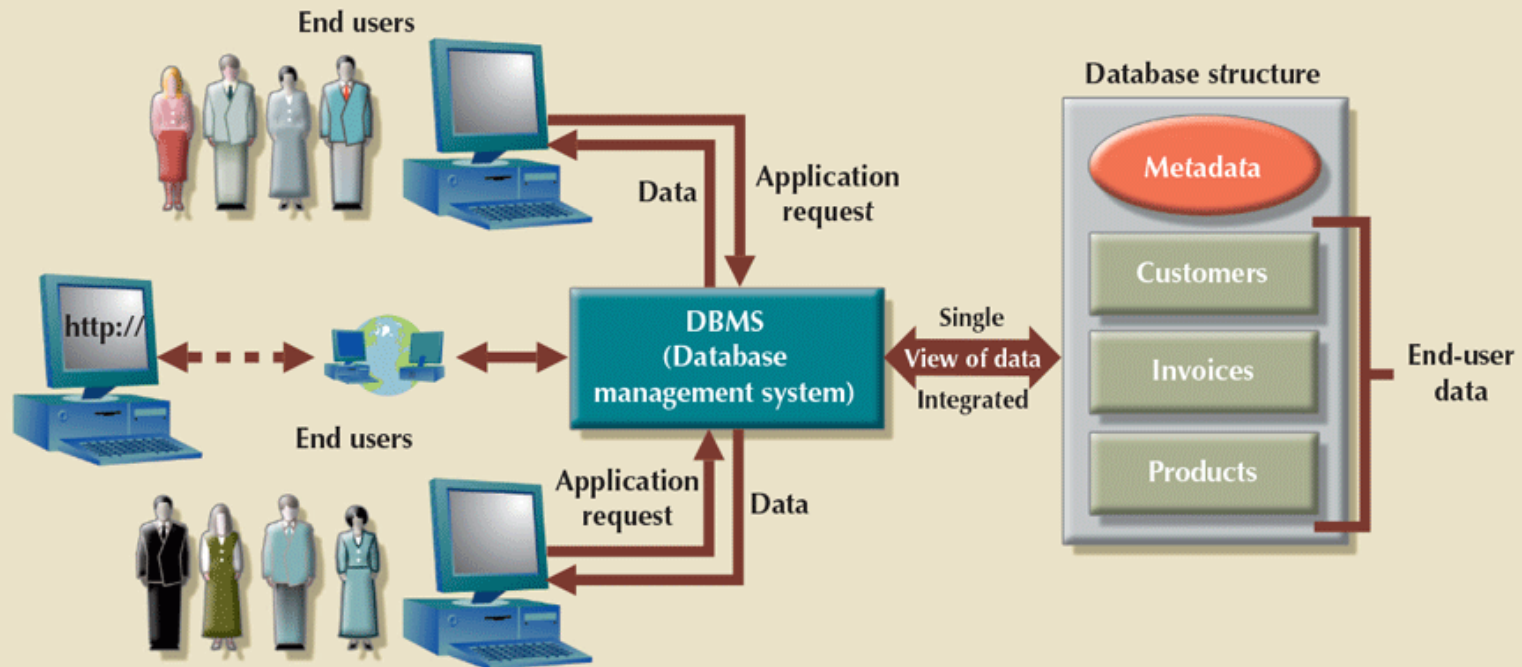 End users
Database structure
Metadata
Data
Application
request
Customers
http://
DBMS
(Database
management system)
Single
View of data
Integrated
Invoices
End-user
data
End users
Products
Application
request
Data